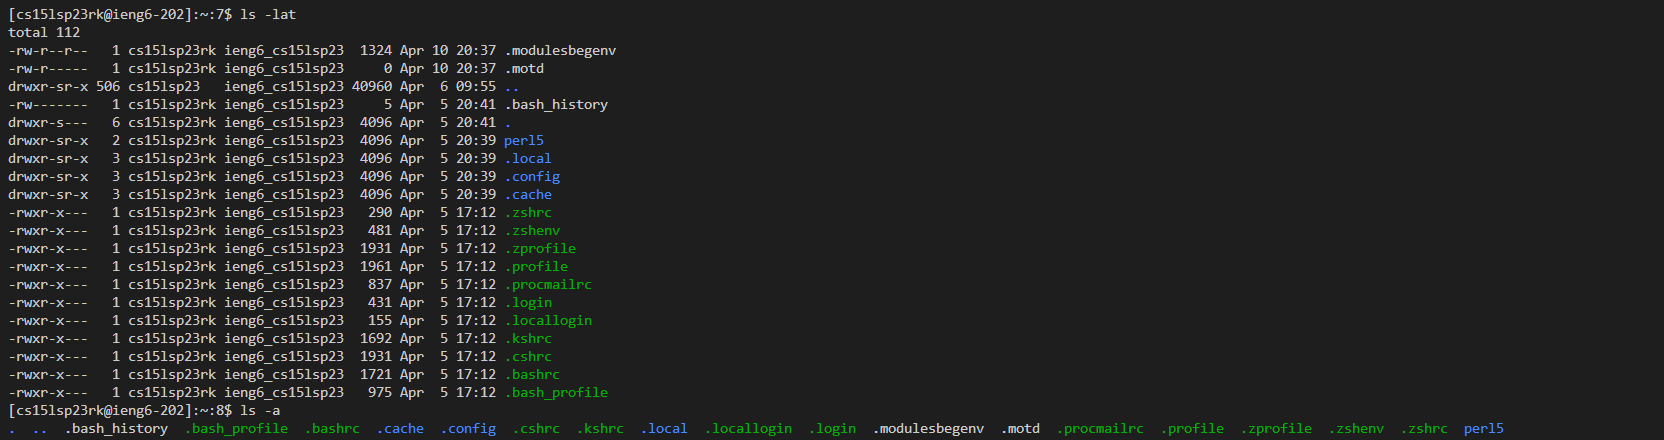 [cs15lsp23rk@ieng6-202]:~:7$ ls -lat
total 112
-rw-r--r--   1 cs15lsp23rk ieng6_cs15lsp23  1324 Apr 10 20:37 .modulesbegenv
-rw-r-----   1 cs15lsp23rk ieng6_cs15lsp23     0 Apr 10 20:37 .motd
drwxr-sr-x 506 cs15lsp23   ieng6_cs15lsp23 40960 Apr  6 09:55 ..
-rw-------   1 cs15lsp23rk ieng6_cs15lsp23     5 Apr  5 20:41 .bash_history
drwxr-s---   6 cs15lsp23rk ieng6_cs15lsp23  4096 Apr  5 20:41 .
drwxr-sr-x   2 cs15lsp23rk ieng6_cs15lsp23  4096 Apr  5 20:39 perl5
drwxr-sr-x   3 cs15lsp23rk ieng6_cs15lsp23  4096 Apr  5 20:39 .local
drwxr-sr-x   3 cs15lsp23rk ieng6_cs15lsp23  4096 Apr  5 20:39 .config
drwxr-sr-x   3 cs15lsp23rk ieng6_cs15lsp23  4096 Apr  5 20:39 .cache
-rwxr-x---   1 cs15lsp23rk ieng6_cs15lsp23   290 Apr  5 17:12 .zshrc
-rwxr-x---   1 cs15lsp23rk ieng6_cs15lsp23   481 Apr  5 17:12 .zshenv
-rwxr-x---   1 cs15lsp23rk ieng6_cs15lsp23  1931 Apr  5 17:12 .zprofile
-rwxr-x---   1 cs15lsp23rk ieng6_cs15lsp23  1961 Apr  5 17:12 .profile
-rwxr-x---   1 cs15lsp23rk ieng6_cs15lsp23   837 Apr  5 17:12 .procmailrc
-rwxr-x---   1 cs15lsp23rk ieng6_cs15lsp23   431 Apr  5 17:12 .login
-rwxr-x---   1 cs15lsp23rk ieng6_cs15lsp23   155 Apr  5 17:12 .locallogin
-rwxr-x---   1 cs15lsp23rk ieng6_cs15lsp23  1692 Apr  5 17:12 .kshrc
-rwxr-x---   1 cs15lsp23rk ieng6_cs15lsp23  1931 Apr  5 17:12 .cshrc
-rwxr-x---   1 cs15lsp23rk ieng6_cs15lsp23  1721 Apr  5 17:12 .bashrc
-rwxr-x---   1 cs15lsp23rk ieng6_cs15lsp23   975 Apr  5 17:12 .bash_profile
[cs15lsp23rk@ieng6-202]:~:8$ ls -a
.  ..  .bash_history  .bash_profile  .bashrc  .cache  .config  .cshrc  .kshrc  .local  .locallogin  .login  .modulesbegenv  .motd  .procmailrc  .profile  .zprofile  .zshenv  .zshrc  perl5